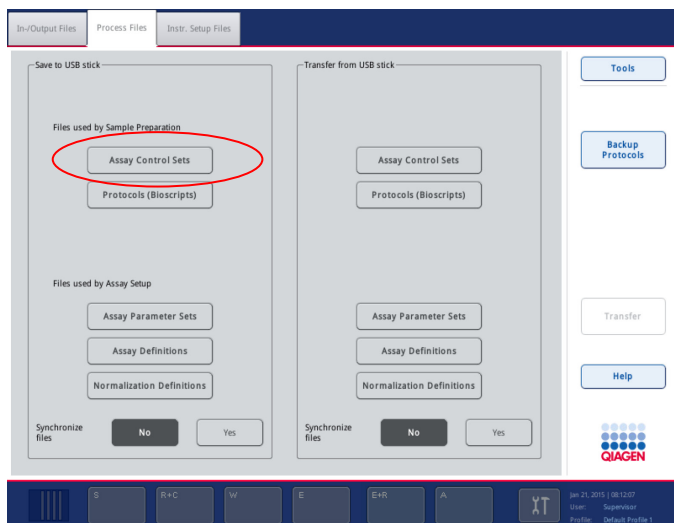 In-/Output Files
Process Files
Instr. Setup Files
Save to USB stick
Files used by Sample Preparation
Assay Control Sets
Protocols (Bioscripts)
Files used by Assay Setup
Assay Parameter Sets
Assay Definitions
Normalization Definitions
Synchronize
files
No
Yes
Transfer from USB stick
Assay Control Sets
Protocols (Bioscripts)
Assay Parameter Sets
Assay Definitions
Normalization Definitions
Synchronize
files
No
Yes
Tools
Backup
Protocols
Transfer
Help
QIAGEN
S
R+C
W
E
E+R
A
Jan 21, 2015 | 08:12:07
User: Supervisor
Profile: Default Profile 1